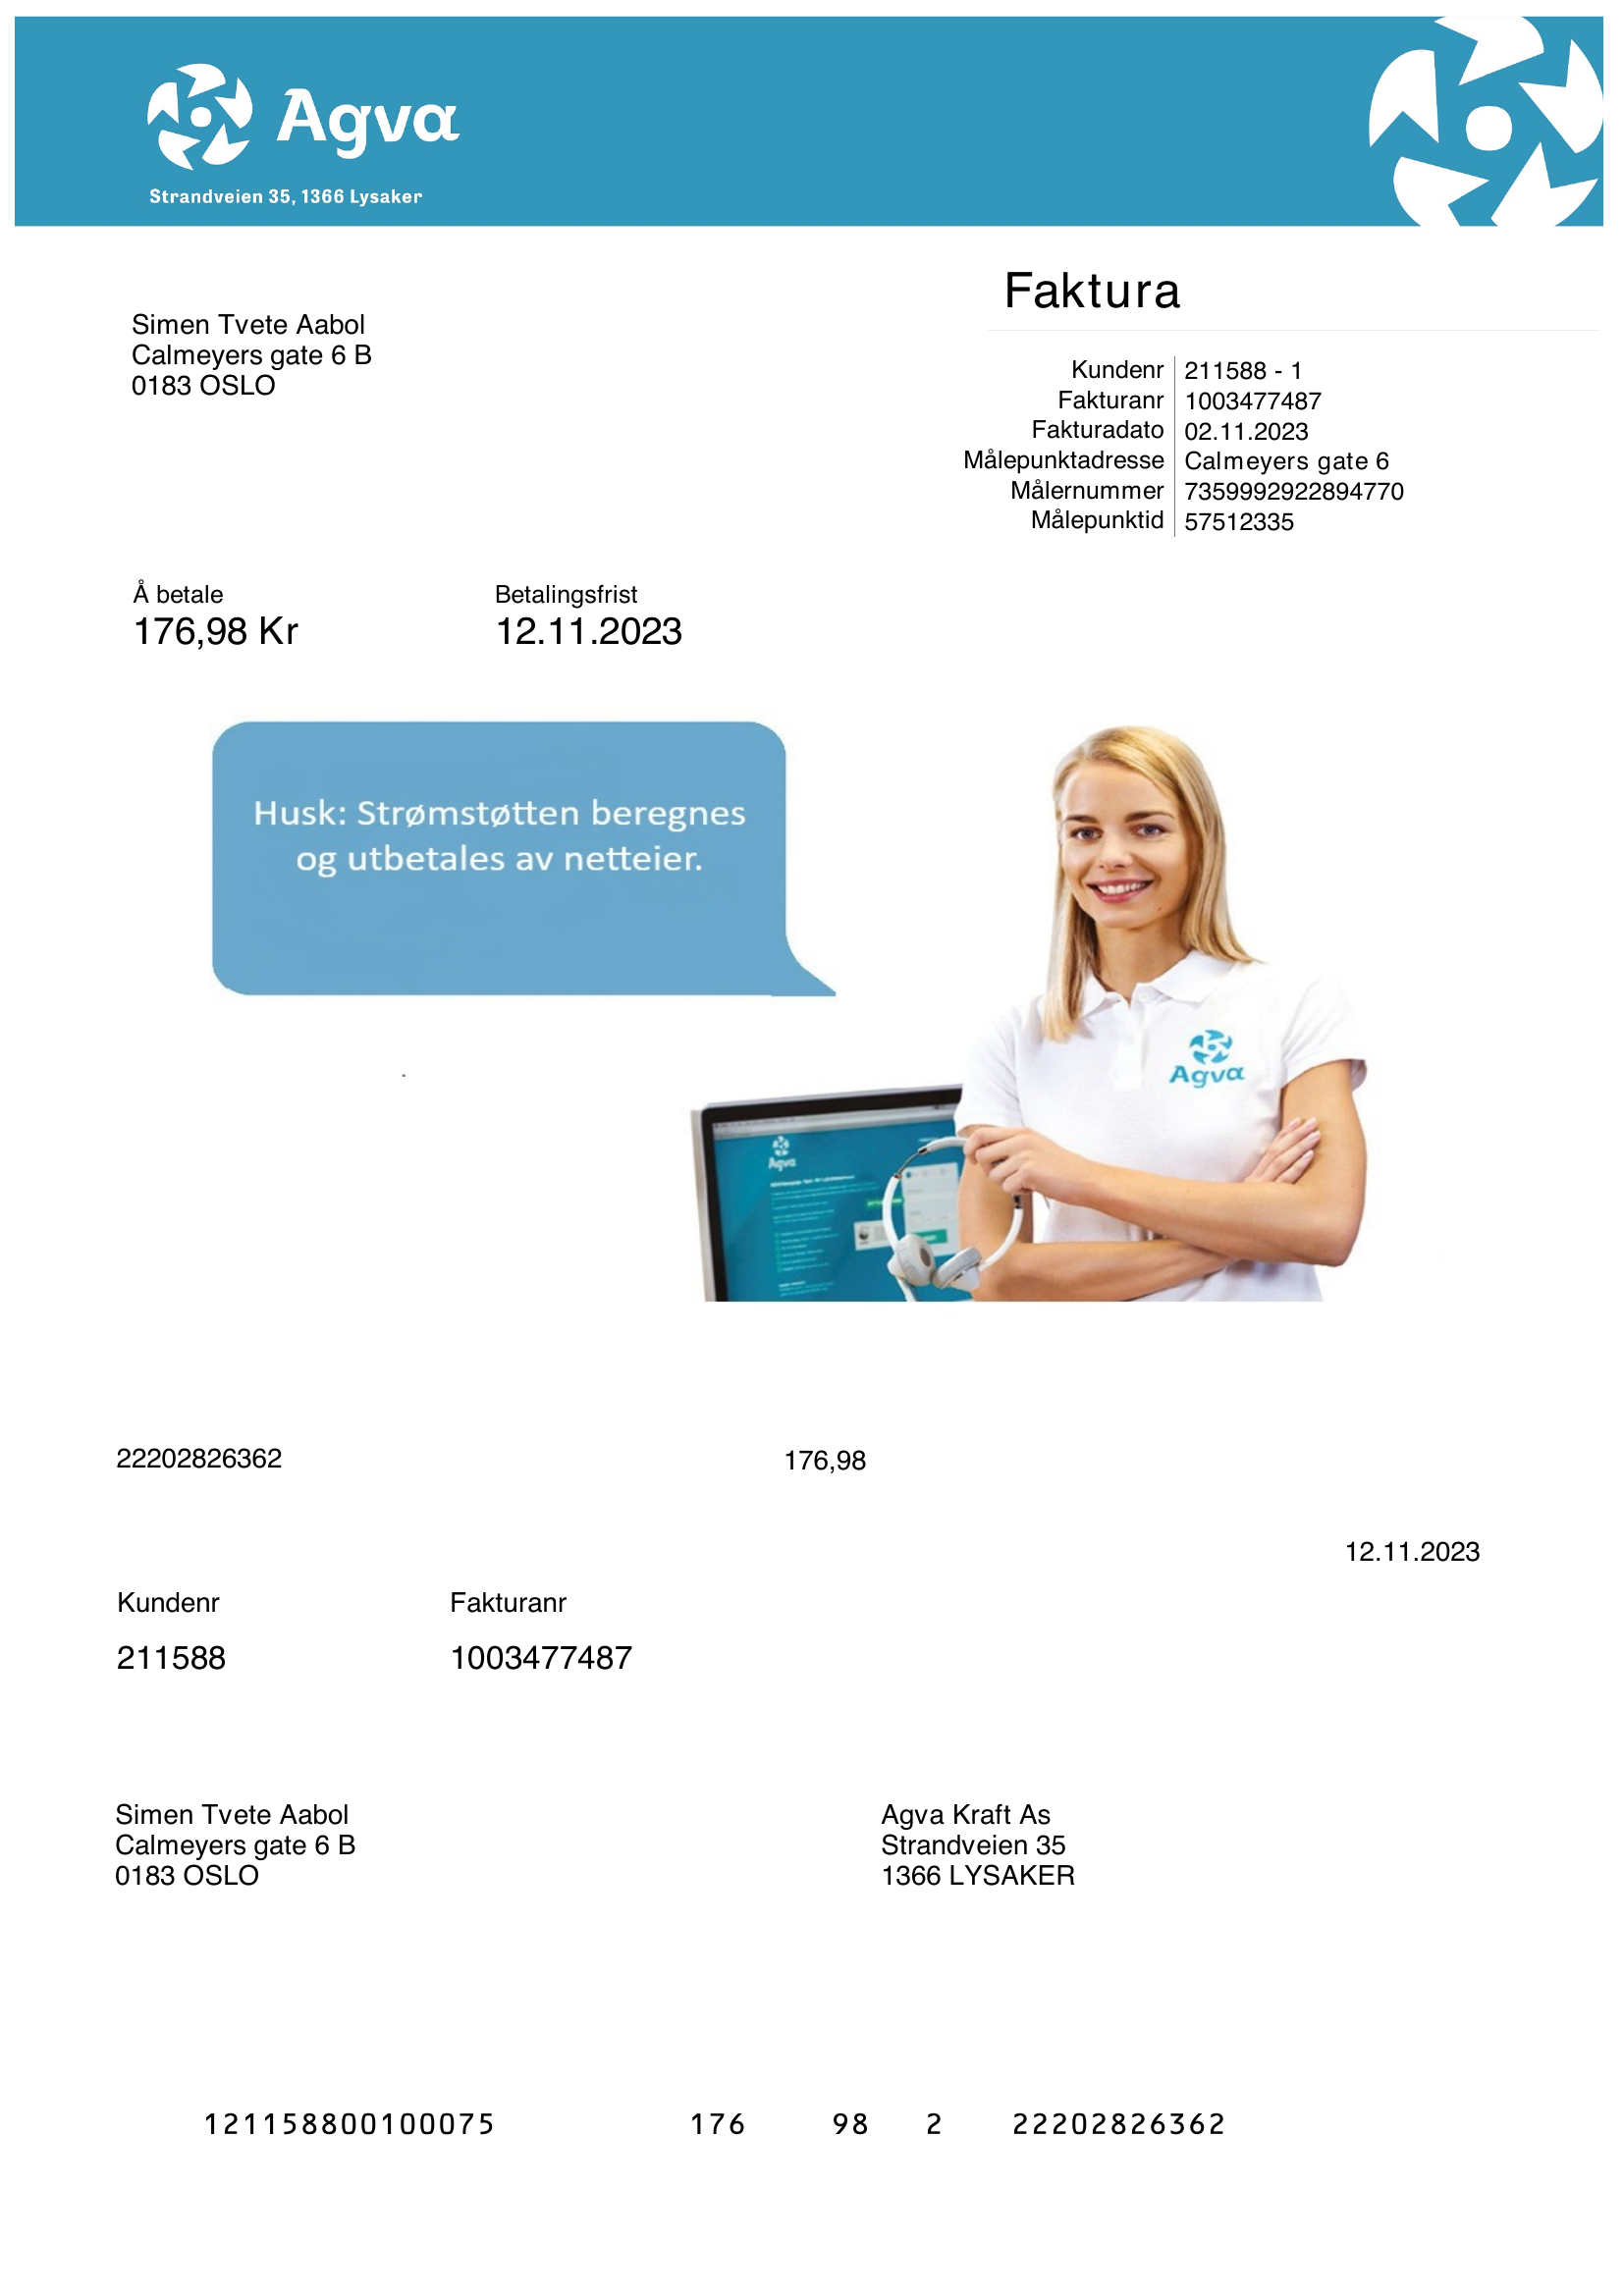 Agva
Strandveien 35, 1366 Lysaker
Faktura
Simen Tvete Aabol
Calmeyers gate 6 B
0183 OSLO
Kundenr 211588 - 1
Fakturanr 1003477487
Fakturadato 02.11.2023
Målepunktadresse Calmeyers gate 6
Målernummer 7359992922894770
Målepunktid 57512335
Å betale Betalingsfrist
176,98 Kr 12.11.2023
Husk: Strømstøtten beregnes
og utbetales av netteier.
Agva
Agva
22202826362 176,98
12.11.2023
Kundenr Fakturanr
211588 1003477487
Simen Tvete Aabol
Calmeyers gate 6 B
0183 OSLO
Agva Kraft As
Strandveien 35
1366 LYSAKER
121158800100075 176 98 2 22202826362